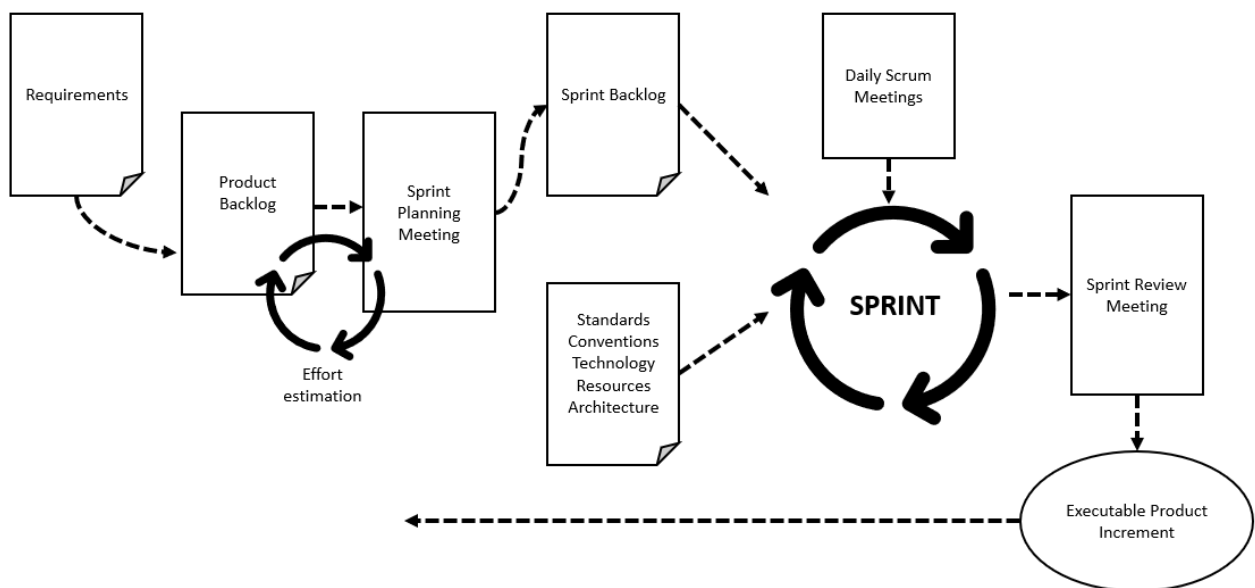 Requirements
Product
Backlog
Sprint
Planning
Meeting
Effort
estimation
Sprint Backlog
Standards
Conventions
Technology
Resources
Architecture
Daily Scrum
Meetings
SPRINT
Sprint Review
Meeting
Executable Product
Increment